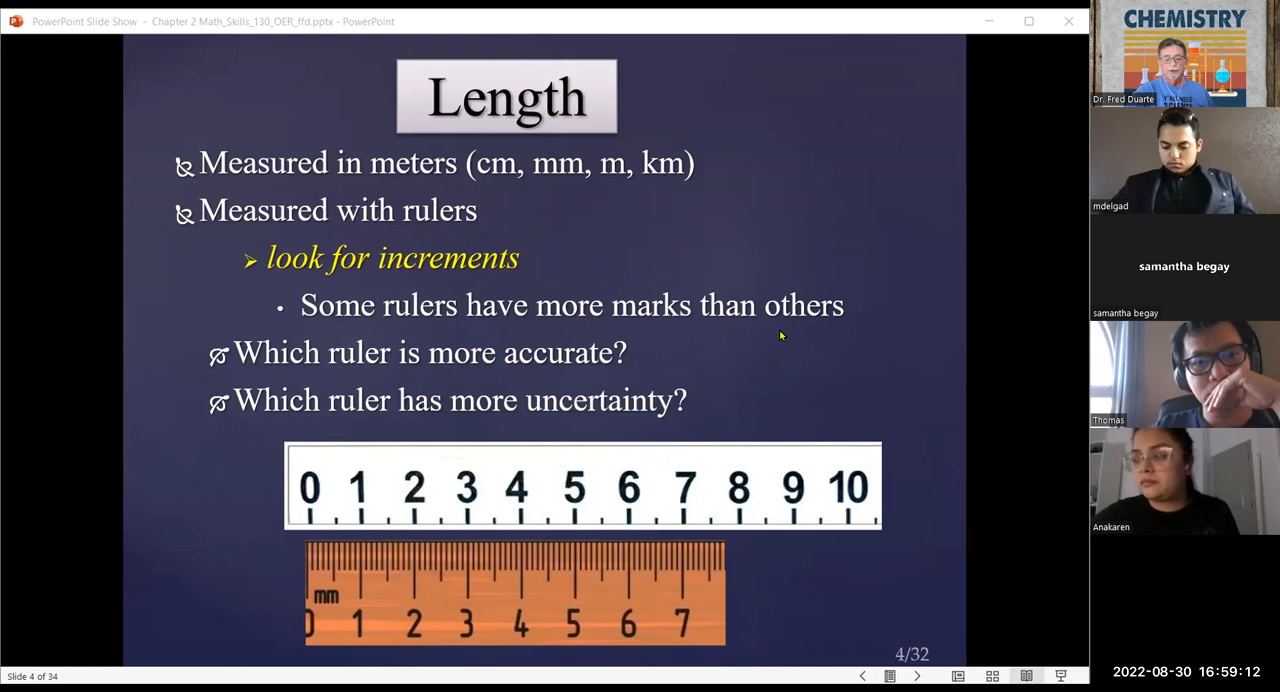 PowerPoint Slide Show - Chapter 2 Math_Skills_130_OER_ffd.pptx - PowerPoint
Length
Measured in meters (cm, mm, m, km)
Measured with rulers
look for increments
Some rulers have more marks than others
Which ruler is more accurate?
Which ruler has more uncertainty?
0 1 2 3 4 5 6 7 8 9 10
mm
0 1 2 3 4 5 6 7
4/32
Slide 4 of 34
CHEMISTRY
Y'ALL NEED
Dr. Fred Duarte
mdelgad
samantha begay
samantha begay
Thomas
Anakaren
2022-08-30 16:59:12